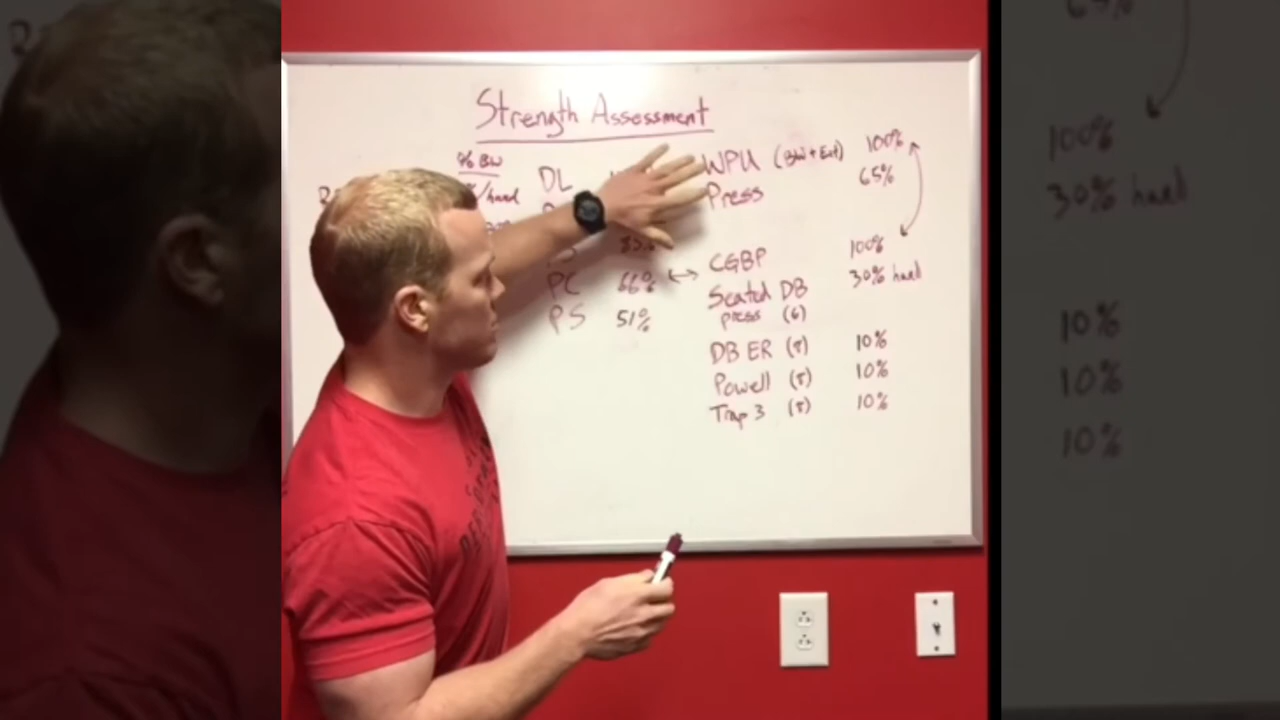 Strength Assessment
% BW
/hand
DL
WPU (BW + Ext) 100%
Press 65%
85%
CGBP 100%
PC 66%
Seated DB 30% hand
press (6)
PS 51%
DB ER (8) 10%
Powell (8) 10%
Trap 3 (8) 10%
100%
30% hand
10%
10%
10%